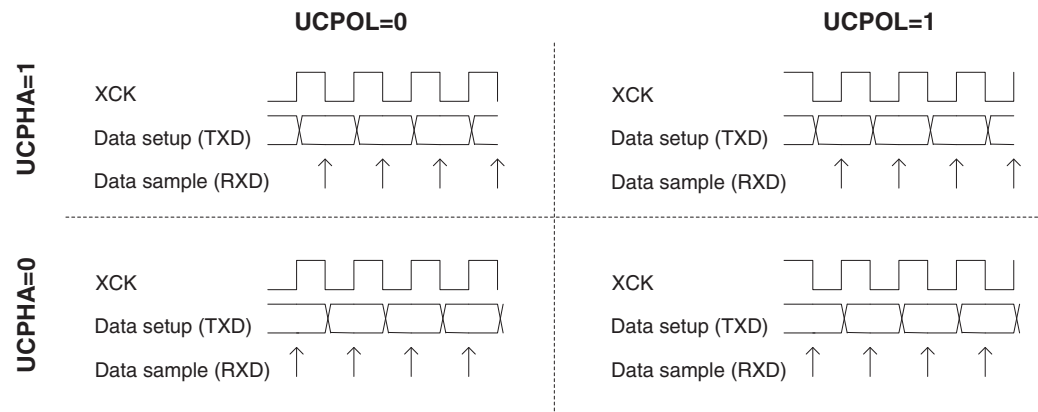 UCPOL=0
UCPOL=1
UCPHA=1
XCK
Data setup (TXD)
Data sample (RXD)
XCK
Data setup (TXD)
Data sample (RXD)
UCPHA=0
XCK
Data setup (TXD)
Data sample (RXD)
XCK
Data setup (TXD)
Data sample (RXD)